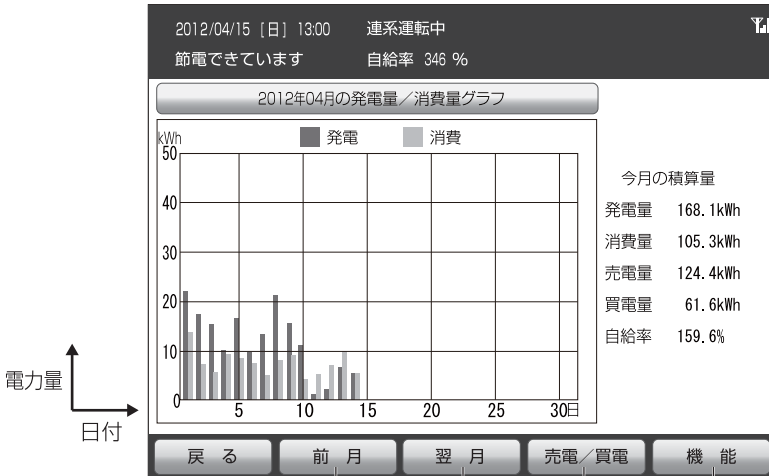 2012/04/15 [日] 13:00 連系運転中
節電できています 自給率 346 %
2012年04月の発電量／消費量グラフ
kWh
発電 消費
50
40
30
20
10
0
5 10 15 20 25 30日
今月の積算量
発電量 168.1kWh
消費量 105.3kWh
売電量 124.4kWh
買電量 61.6kWh
自給率 159.6%
電力量
日付
戻 る 前 月 翌 月 売電／買電 機 能